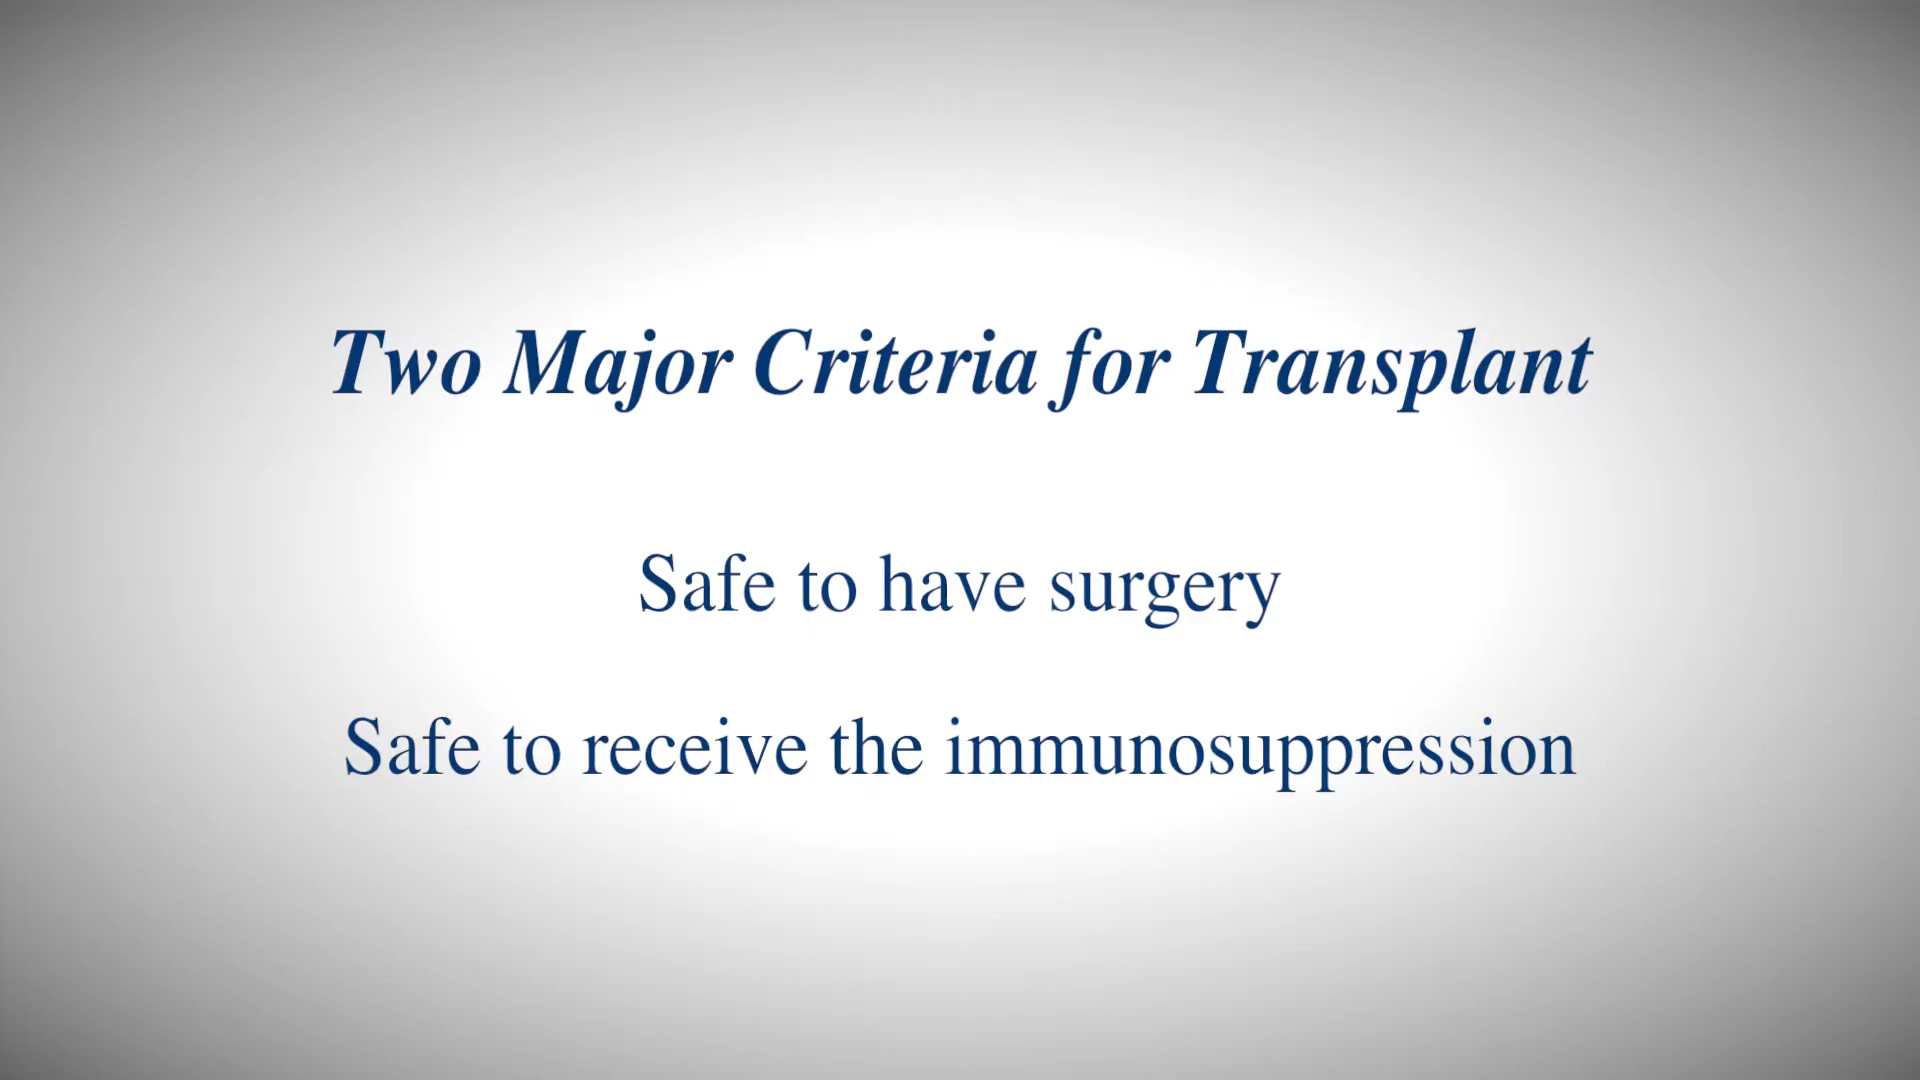 Two Major Criteria for Transplant
Safe to have surgery
Safe to receive the immunosuppression